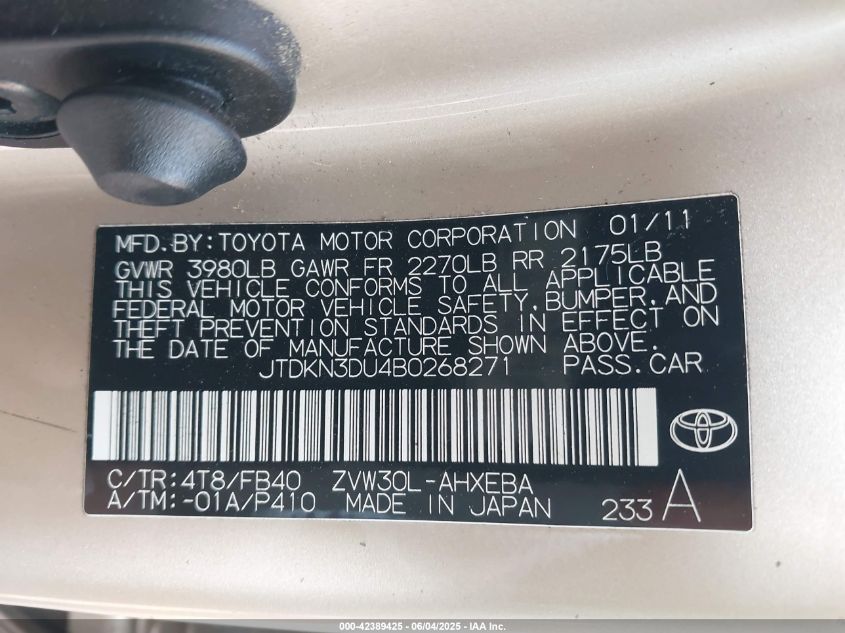 MFD.BY:TOYOTA MOTOR CORPORATION 01/11
GVWR 3980LB GAWR FR 2270LB RR 2175LB
THIS VEHICLE CONFORMS TO ALL APPLICABLE
FEDERAL MOTOR VEHICLE SAFETY,BUMPER,AND
THEFT PREVENTION STANDARDS IN EFFECT ON
THE DATE OF MANUFACTURE SHOWN ABOVE.
JTDKN3DU4B0268271 PASS.CAR
C/TR:4T8/FB40 ZVW30L-AHXEBA
A/TM:-01A/P410 MADE IN JAPAN 233 A
000-42389425 - 06/04/2025 - IAA Inc.